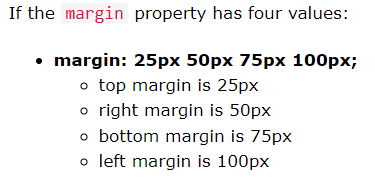 If the margin property has four values:
margin: 25px 50px 75px 100px;
top margin is 25px
right margin is 50px
bottom margin is 75px
left margin is 100px